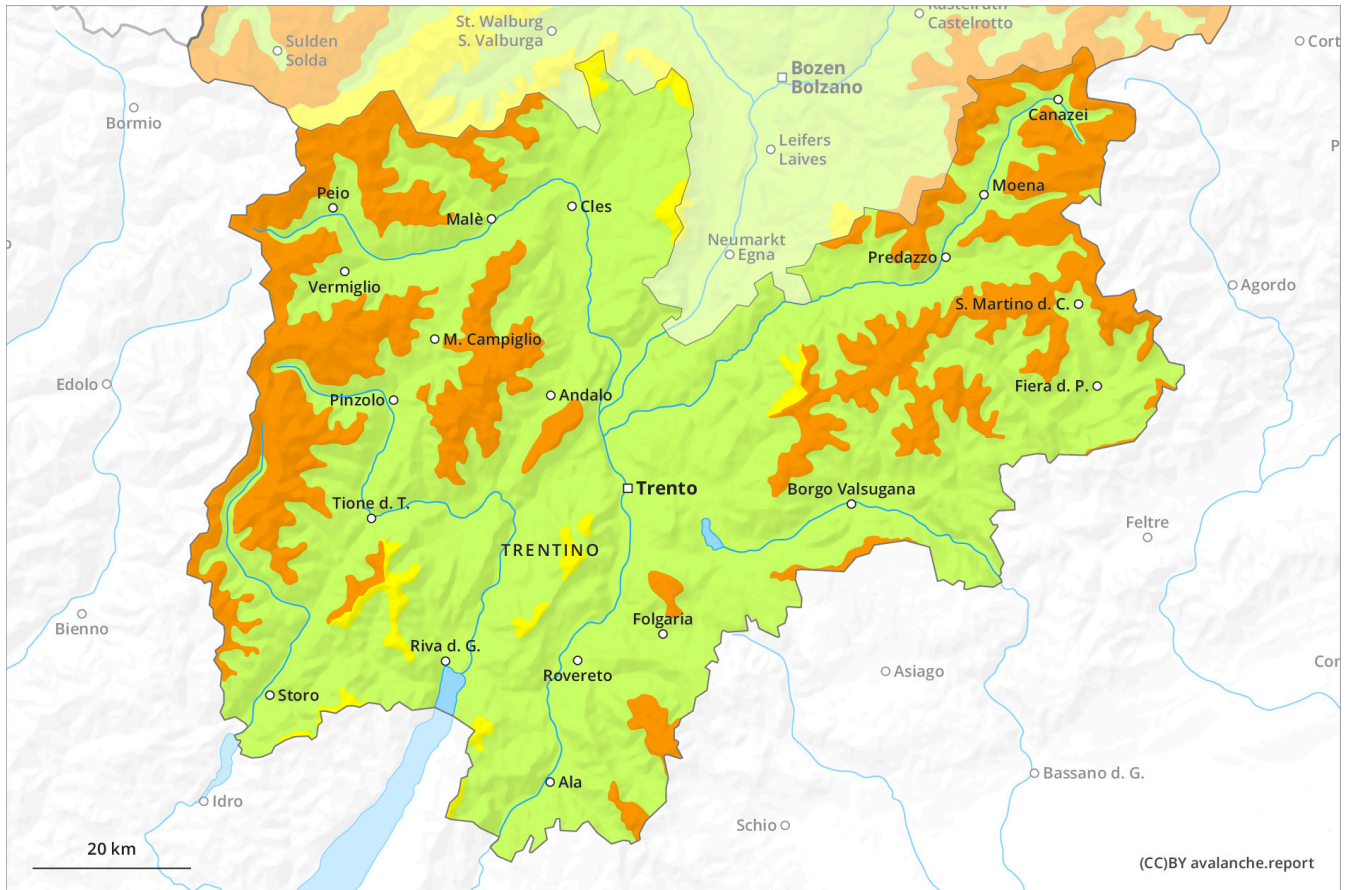 St. Walburg
S. Valburga
Kastelruth
Castelrotto
Sulden
Solda
Cort
Bozen
Bolzano
Bormio
Canazei
Leifers
Laives
P
Peio
Moena
Malè
Cles
Neumarkt
Egna
Predazzo
Vermiglio
Agordo
S. Martino d. C.
M. Campiglio
Edolo
Andalo
Fiera d. P.
Pinzolo
Trento
Borgo Valsugana
Tione d. T.
Feltre
TRENTINO
Bienno
Folgaria
Riva d. G.
Rovereto
Asiago
Cor
Storo
Ala
Bassano d. G.
Idro
Schio
20 km
(CC)BY avalanche.report